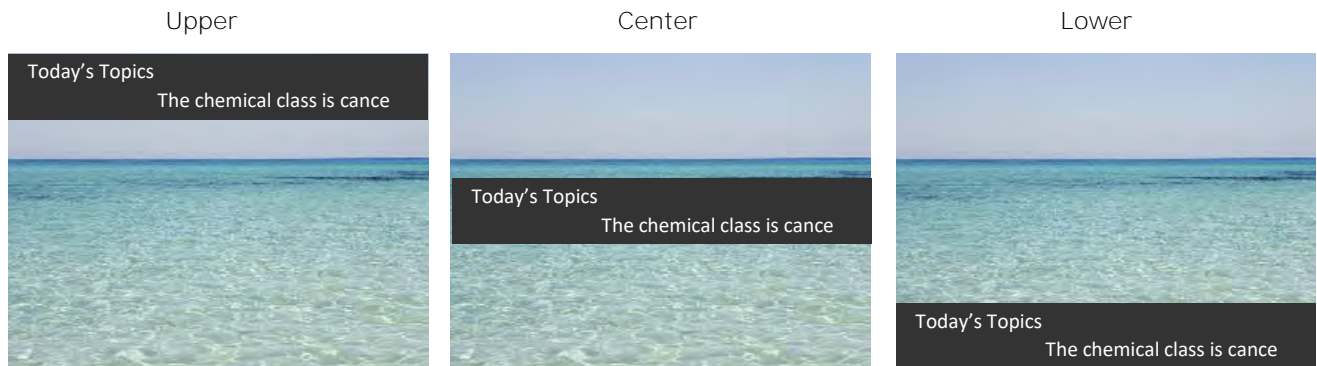 Upper
Center
Lower
Today’s Topics
The chemical class is cance
Today’s Topics
The chemical class is cance
Today’s Topics
The chemical class is cance